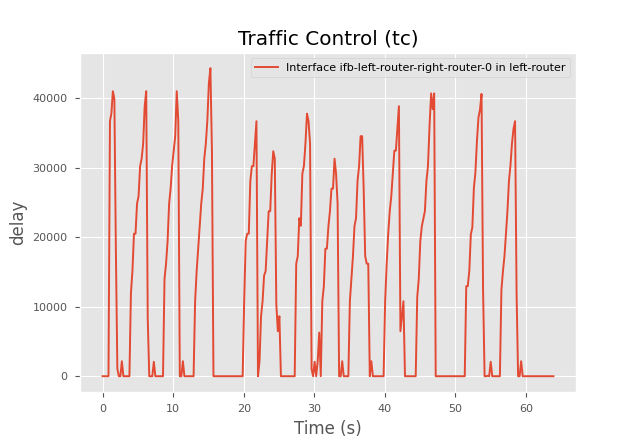 Traffic Control (tc)
Interface ifb-left-router-right-router-0 in left-router
delay
40000
30000
20000
10000
0
0 10 20 30 40 50 60
Time (s)